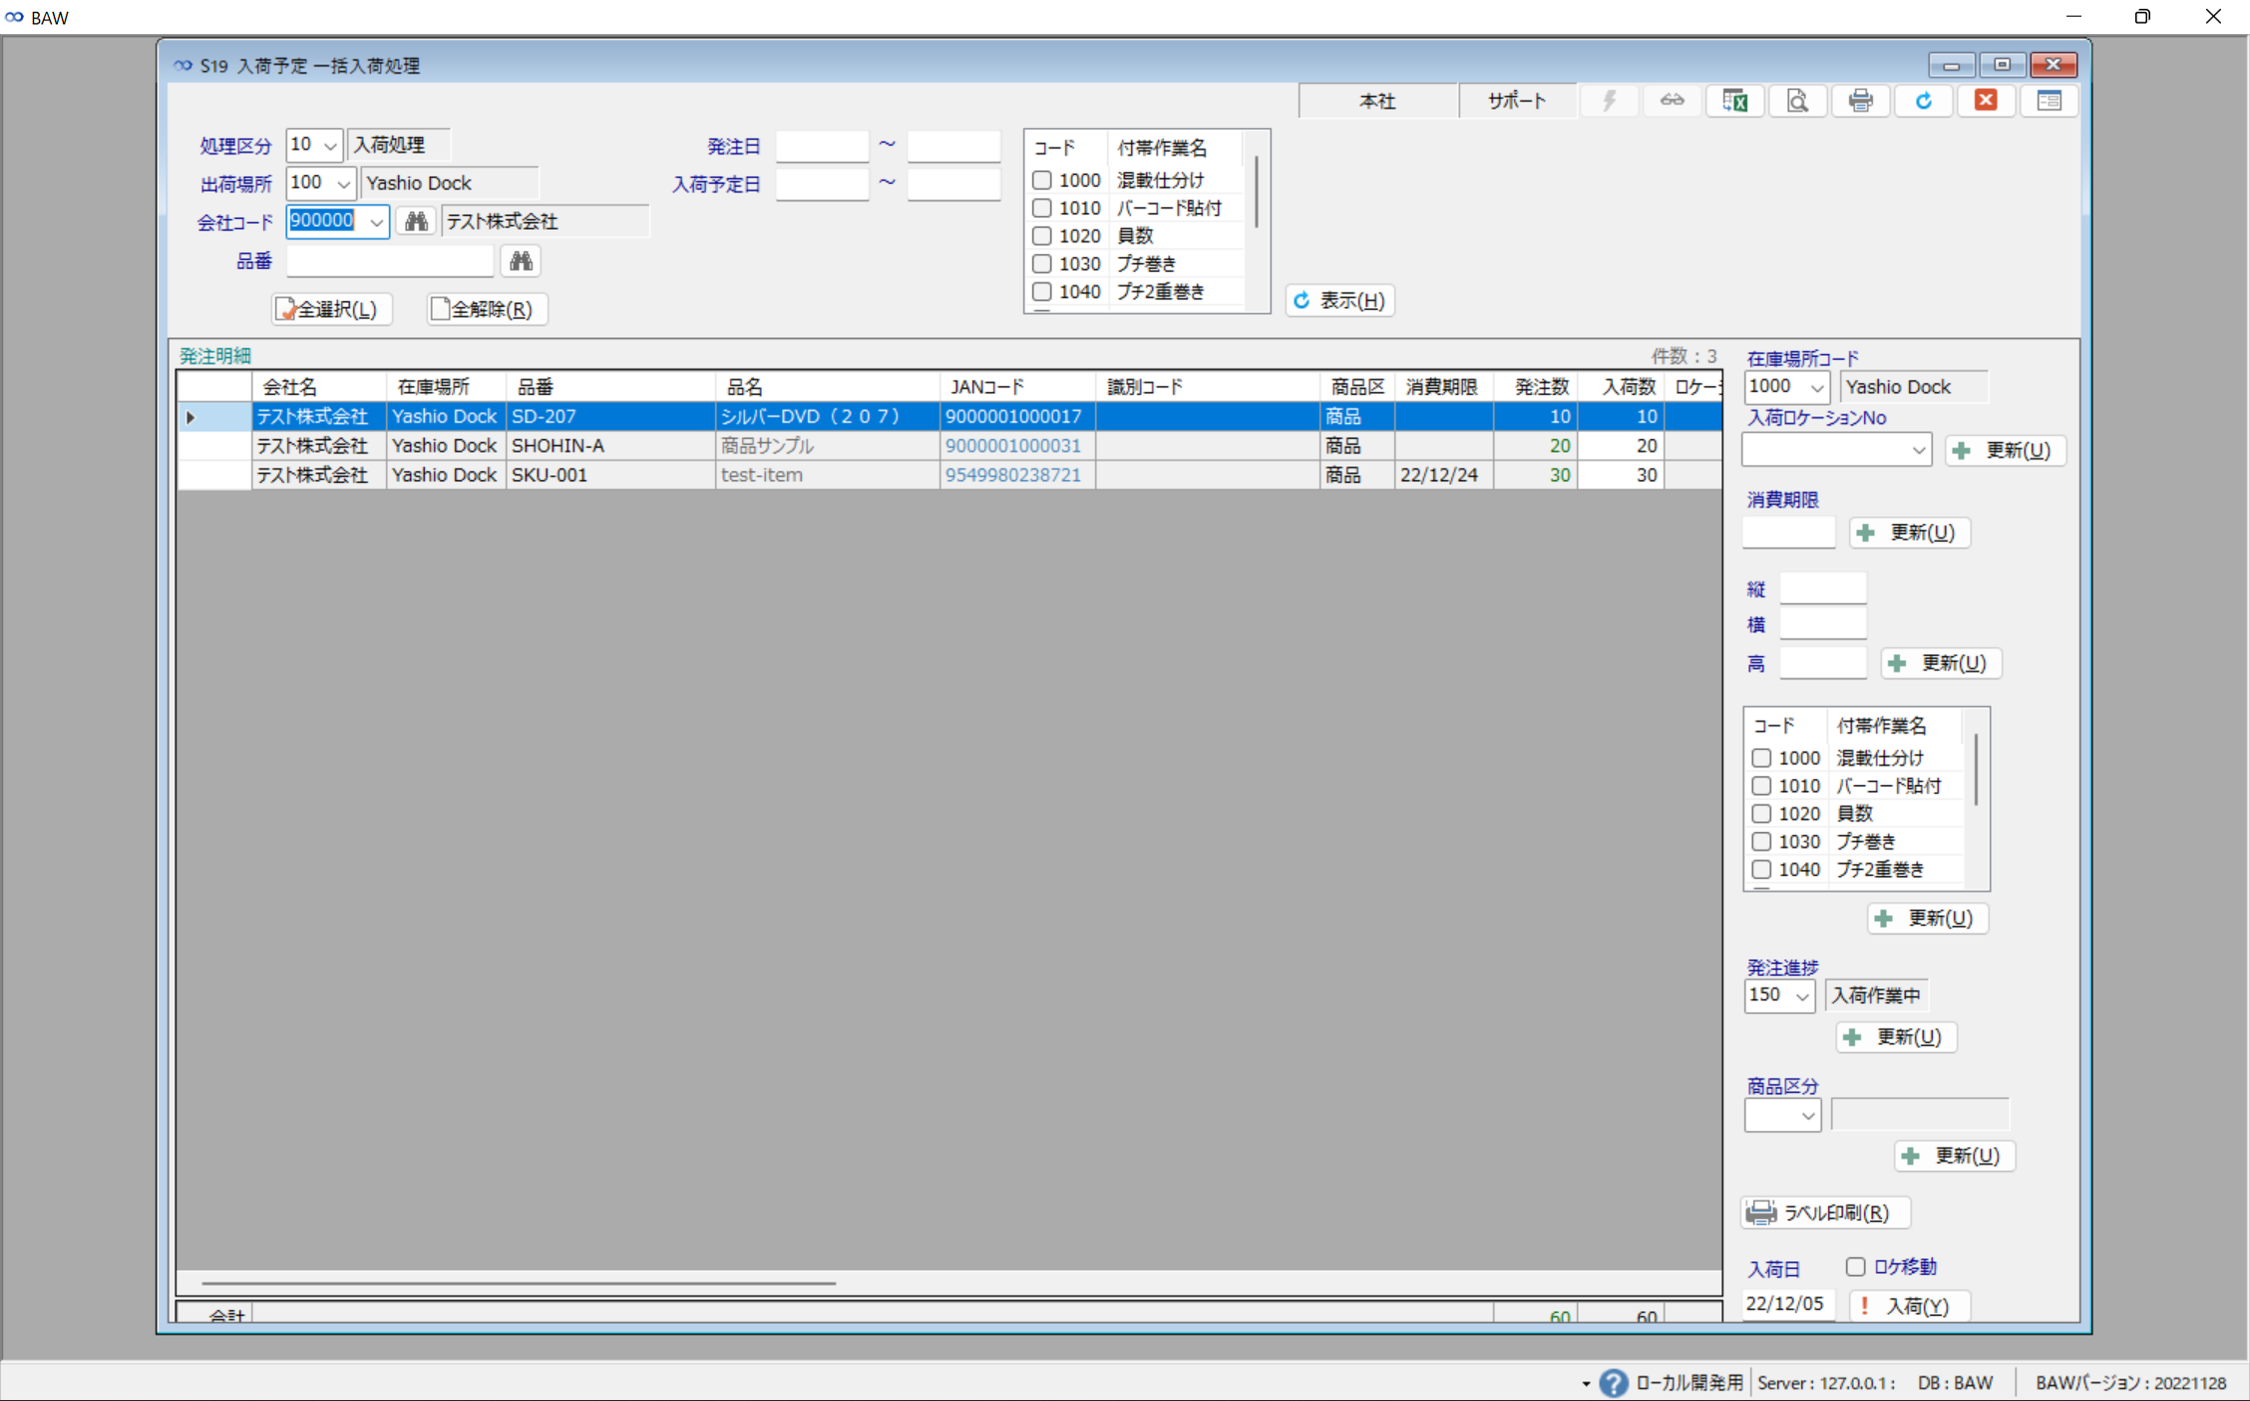 BAW
S19 入荷予定 一括入荷処理
本社 サポート
処理区分 10 入荷処理
出荷場所 100 Yashio Dock
会社コード 900000 テスト株式会社
品番
発注日 ～
入荷予定日 ～
コード 付帯作業名
1000 混載仕分け
1010 バーコード貼付
1020 員数
1030 プチ巻き
1040 プチ2重巻き
表示(H)
全選択(L) 全解除(R)
発注明細 件数：3
会社名 在庫場所 品番 品名 JANコード 識別コード 商品区 消費期限 発注数 入荷数 ロケー
テスト株式会社 Yashio Dock SD-207 シルバーDVD（２０７） 9000001000017 商品 10 10
テスト株式会社 Yashio Dock SHOHIN-A 商品サンプル 9000001000031 商品 20 20
テスト株式会社 Yashio Dock SKU-001 test-item 9549980238721 商品 22/12/24 30 30
合計 60 60
在庫場所コード
1000 Yashio Dock
入荷ロケーションNo
更新(U)
消費期限
更新(U)
縦
横
高 更新(U)
コード 付帯作業名
1000 混載仕分け
1010 バーコード貼付
1020 員数
1030 プチ巻き
1040 プチ2重巻き
更新(U)
発注進捗
150 入荷作業中
更新(U)
商品区分
更新(U)
ラベル印刷(R)
入荷日 ロケ移動
22/12/05 入荷(Y)
ローカル開発用 Server : 127.0.0.1 : DB : BAW BAWバージョン : 20221128